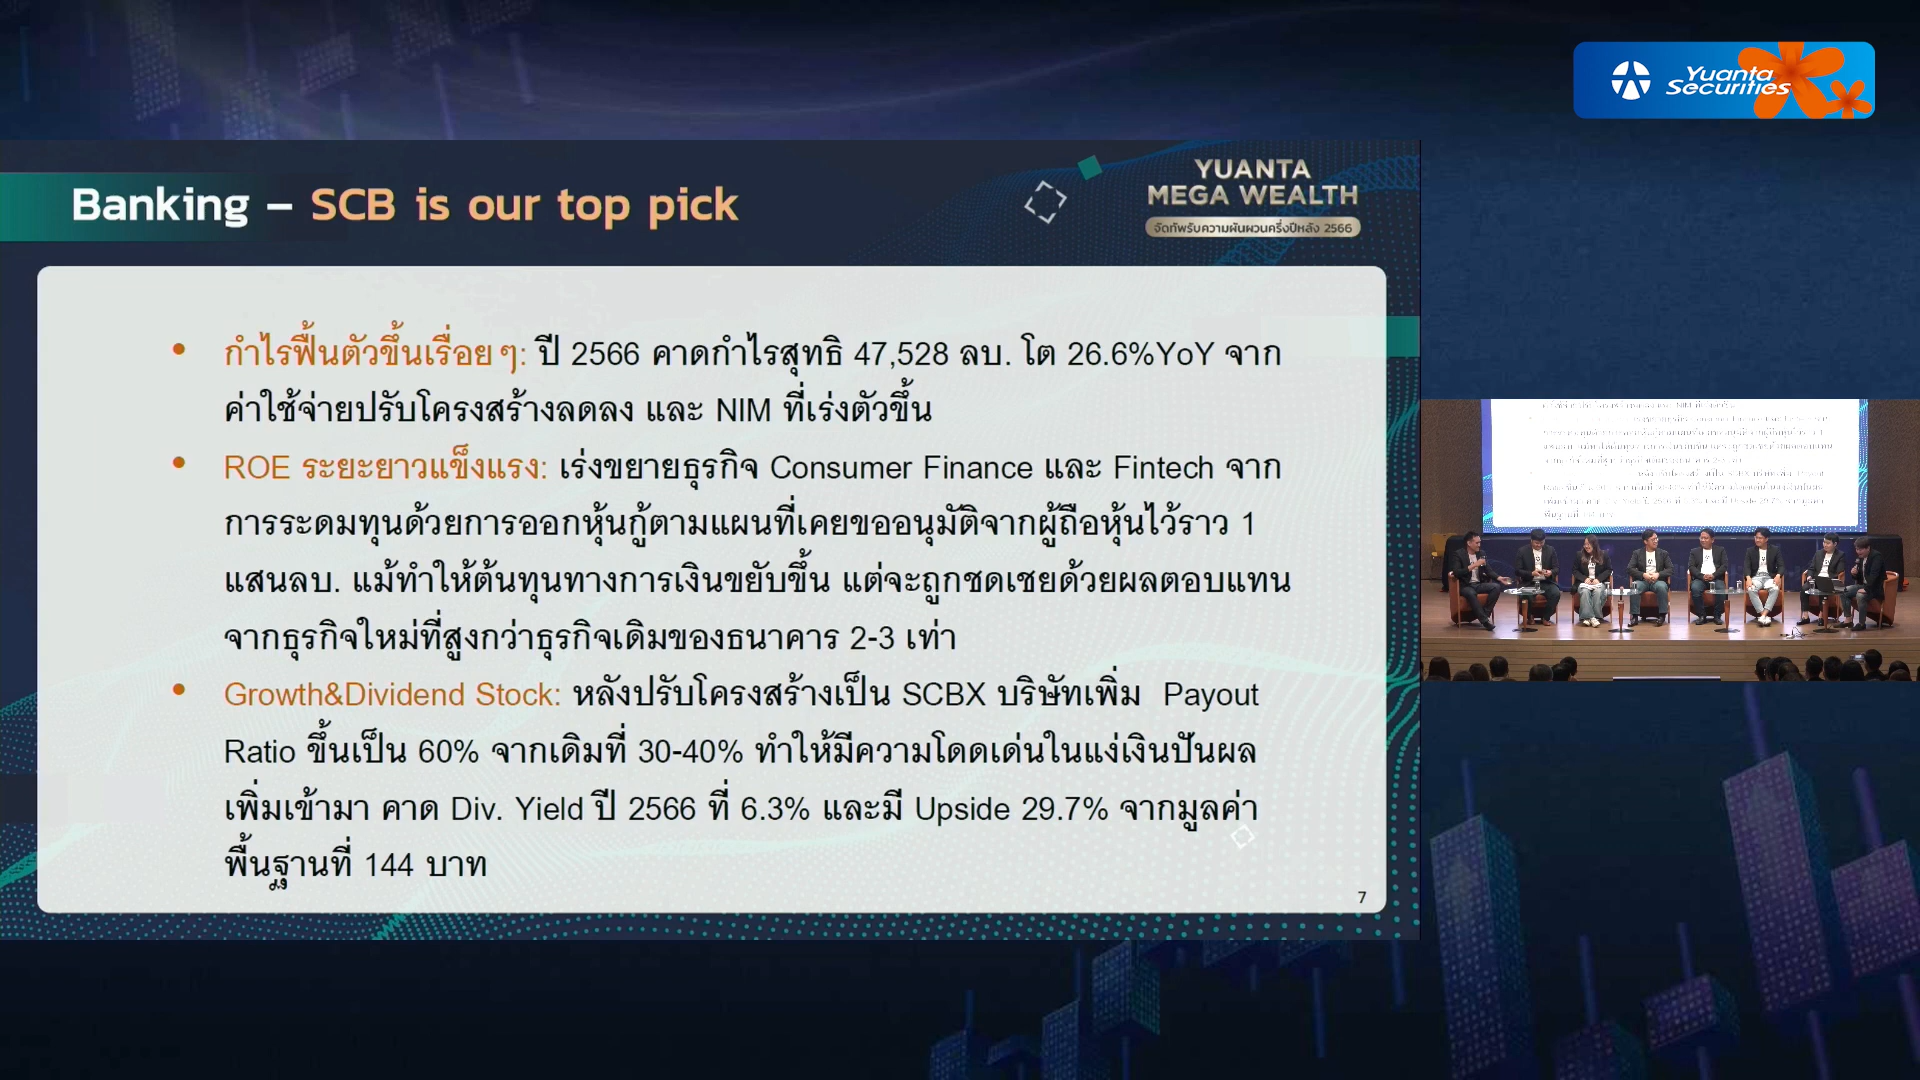 Yuanta
Securities
Banking – SCB is our top pick
YUANTA
MEGA WEALTH
จัดทัพรับความผันผวนครึ่งปีหลัง 2566
• กำไรฟื้นตัวขึ้นเรื่อย ๆ: ปี 2566 คาดกำไรสุทธิ 47,528 ลบ. โต 26.6%YoY จาก
ค่าใช้จ่ายปรับโครงสร้างลดลง และ NIM ที่เร่งตัวขึ้น
• ROE ระยะยาวแข็งแรง: เร่งขยายธุรกิจ Consumer Finance และ Fintech จาก
การระดมทุนด้วยการออกหุ้นกู้ตามแผนที่เคยขออนุมัติจากผู้ถือหุ้นไว้ราว 1
แสนลบ. แม้ทำให้ต้นทุนทางการเงินขยับขึ้น แต่จะถูกชดเชยด้วยผลตอบแทน
จากธุรกิจใหม่ที่สูงกว่าธุรกิจเดิมของธนาคาร 2-3 เท่า
• Growth&Dividend Stock: หลังปรับโครงสร้างเป็น SCBX บริษัทเพิ่ม Payout
Ratio ขึ้นเป็น 60% จากเดิมที่ 30-40% ทำให้มีความโดดเด่นในแง่เงินปันผล
เพิ่มเข้ามา คาด Div. Yield ปี 2566 ที่ 6.3% และมี Upside 29.7% จากมูลค่า
พื้นฐานที่ 144 บาท
7